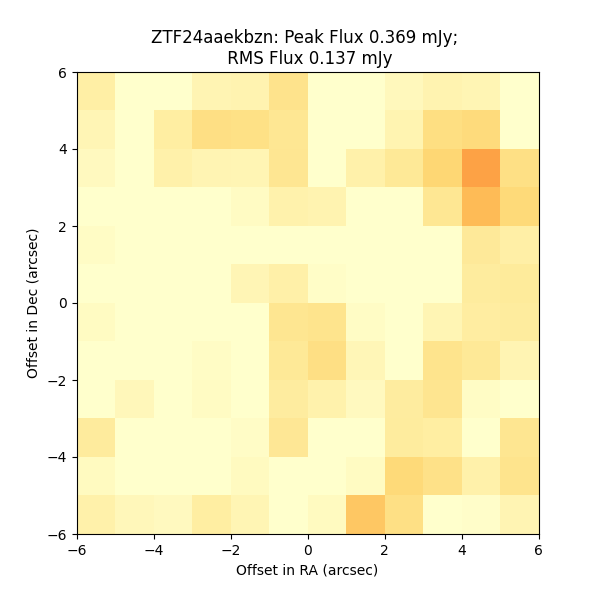 ZTF24aaekbzn: Peak Flux 0.369 mJy;
RMS Flux 0.137 mJy
6
4
2
0
−2
−4
−6
Offset in Dec (arcsec)
−6 −4 −2 0 2 4 6
Offset in RA (arcsec)